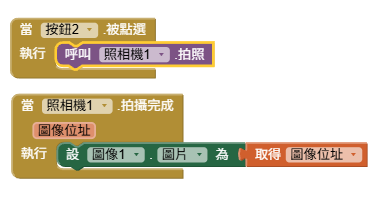 當 按鈕2 .被點選
執行 呼叫 照相機1 .拍照
當 照相機1 .拍攝完成
圖像位址
執行 設 圖像1 . 圖片 為 取得 圖像位址